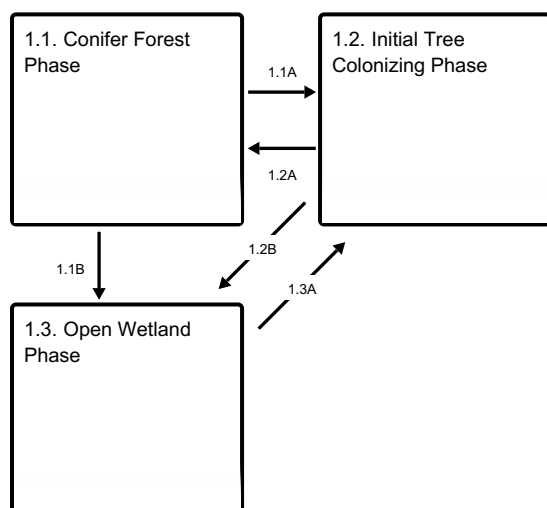 1.1. Conifer Forest
Phase
1.2. Initial Tree
Colonizing Phase
1.1A
1.2A
1.1B
1.2B
1.3A
1.3. Open Wetland
Phase